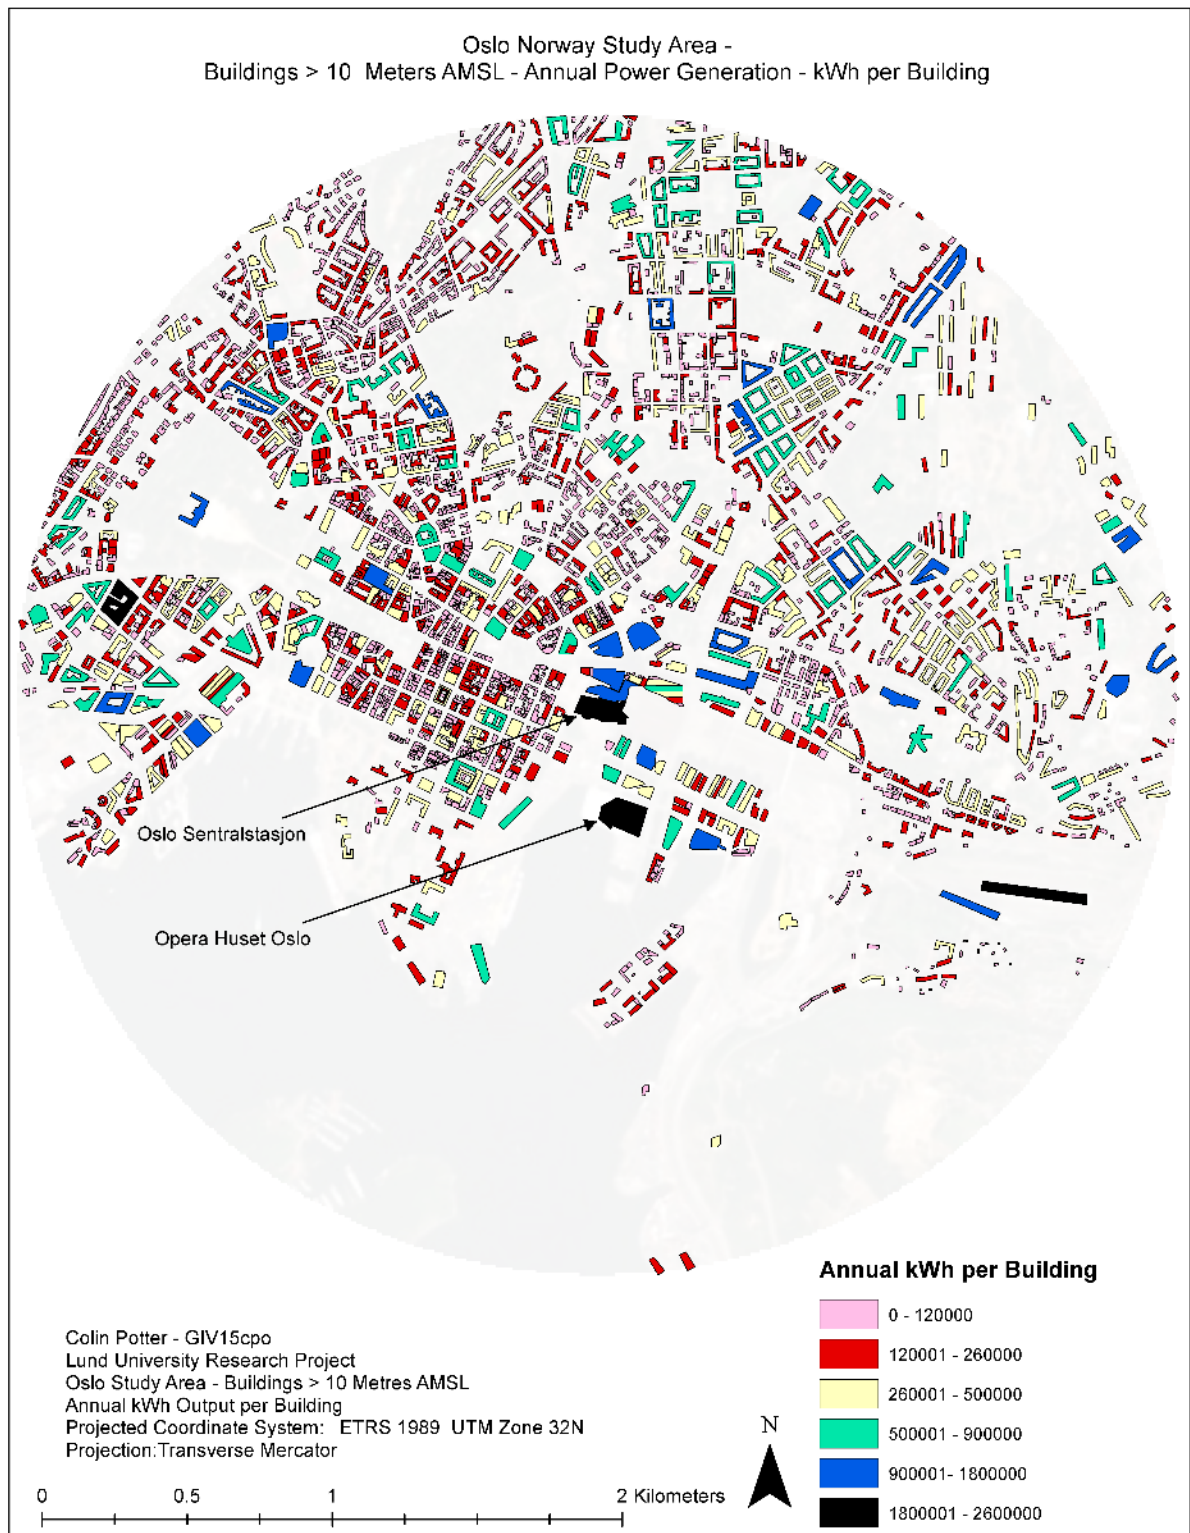 Oslo Norway Study Area -
Buildings > 10 Meters AMSL - Annual Power Generation - kWh per Building
Oslo Sentralstasjon
Opera Huset Oslo
Annual kWh per Building
0 - 120000
120001 - 260000
260001 - 500000
500001 - 900000
900001- 1800000
1800001 - 2600000
Colin Potter - GIV15cpo
Lund University Research Project
Oslo Study Area - Buildings > 10 Metres AMSL
Annual kWh Output per Building
Projected Coordinate System: ETRS 1989 UTM Zone 32N
Projection:Transverse Mercator
N
0 0.5 1 2 Kilometers